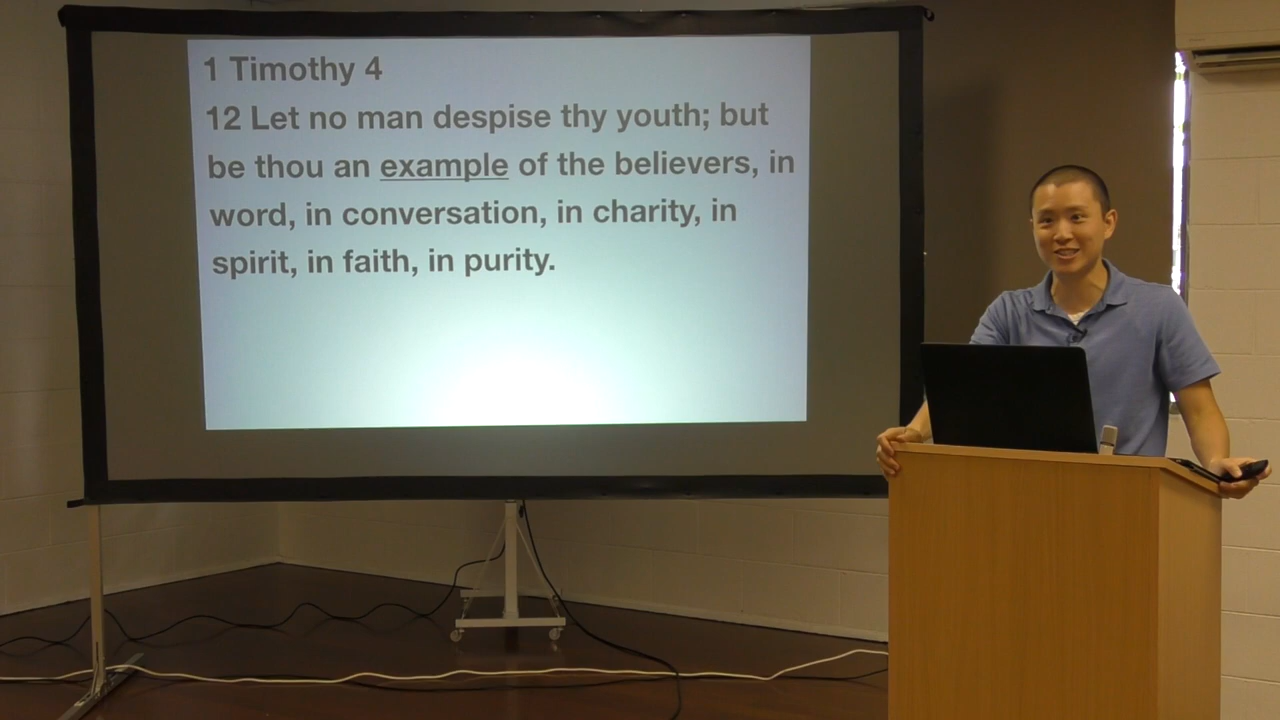 1 Timothy 4
12 Let no man despise thy youth; but
be thou an example of the believers, in
word, in conversation, in charity, in
spirit, in faith, in purity.